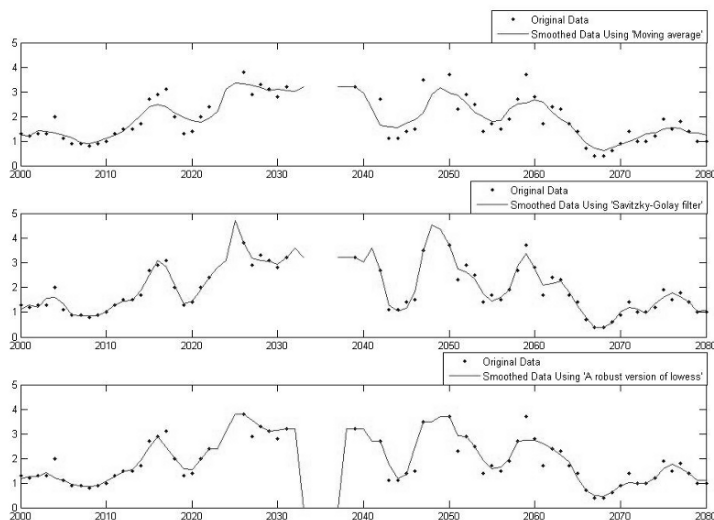 Original Data
Smoothed Data Using 'Moving average'
5
4
3
2
1
0
2000 2010 2020 2030 2040 2050 2060 2070 2080
Original Data
Smoothed Data Using 'Savitzky-Golay filter'
5
4
3
2
1
0
2000 2010 2020 2030 2040 2050 2060 2070 2080
Original Data
Smoothed Data Using 'A robust version of lowess'
5
4
3
2
1
0
2000 2010 2020 2030 2040 2050 2060 2070 2080